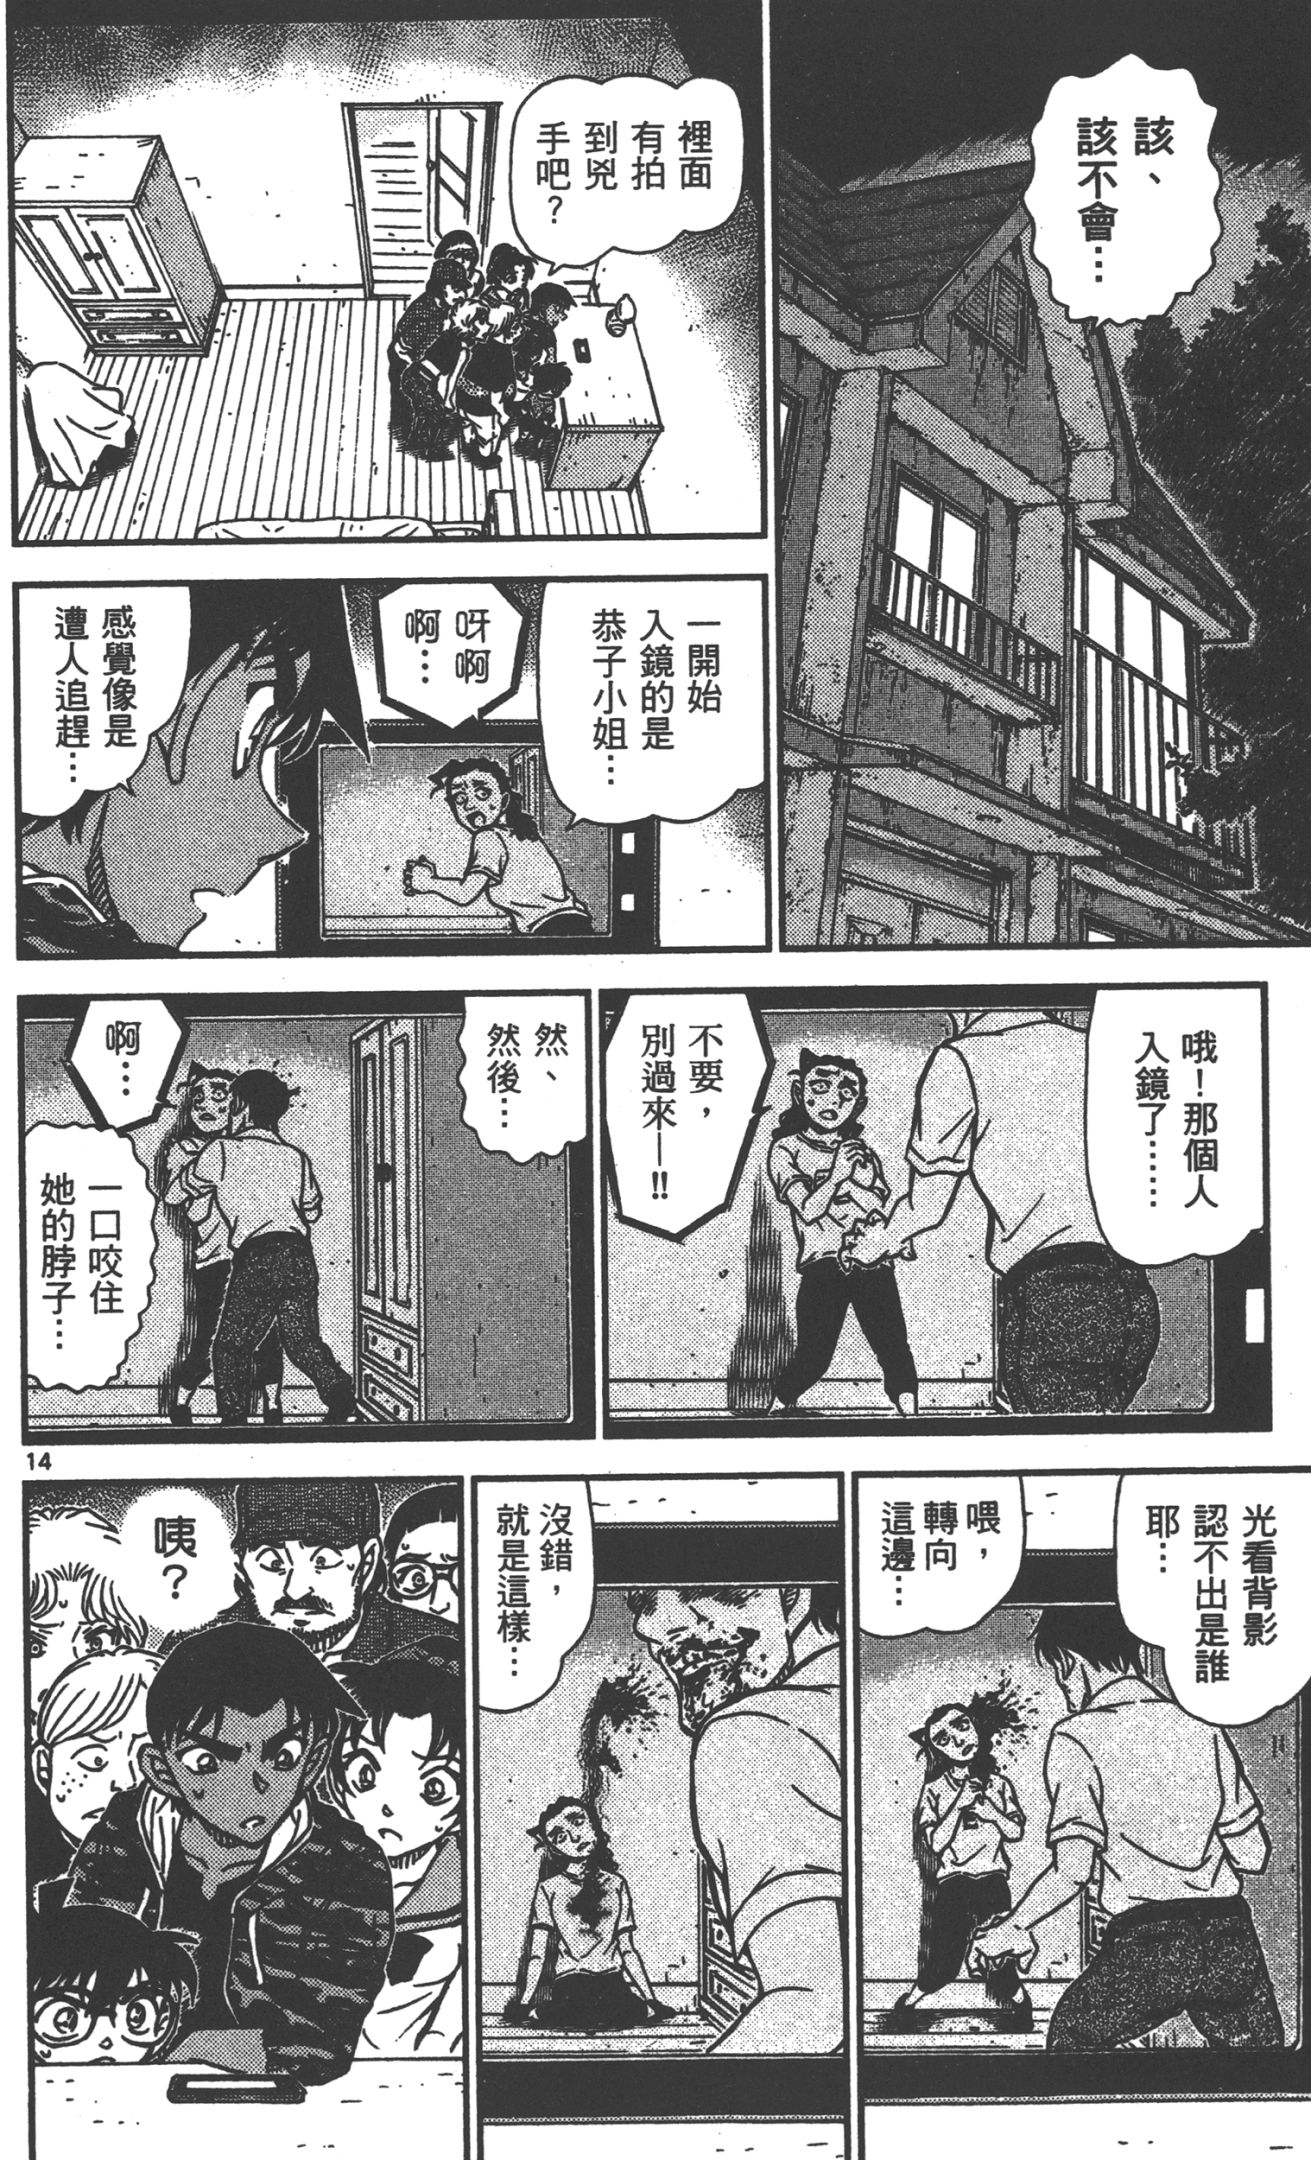 該、
該不會⋯
裡面
有拍
到兇
手吧？
一開始
入鏡的是
恭子小姐⋯
呀啊
啊⋯
感覺像是
遭人追趕⋯
哦！那個人
入鏡了⋯⋯
不要，
別過來—!!
然、
然後⋯
啊⋯
一口咬住
她的脖子⋯
14
光看背影
認不出是誰
耶⋯
喂，
轉向
這邊⋯
沒錯，
就是這樣⋯
咦？